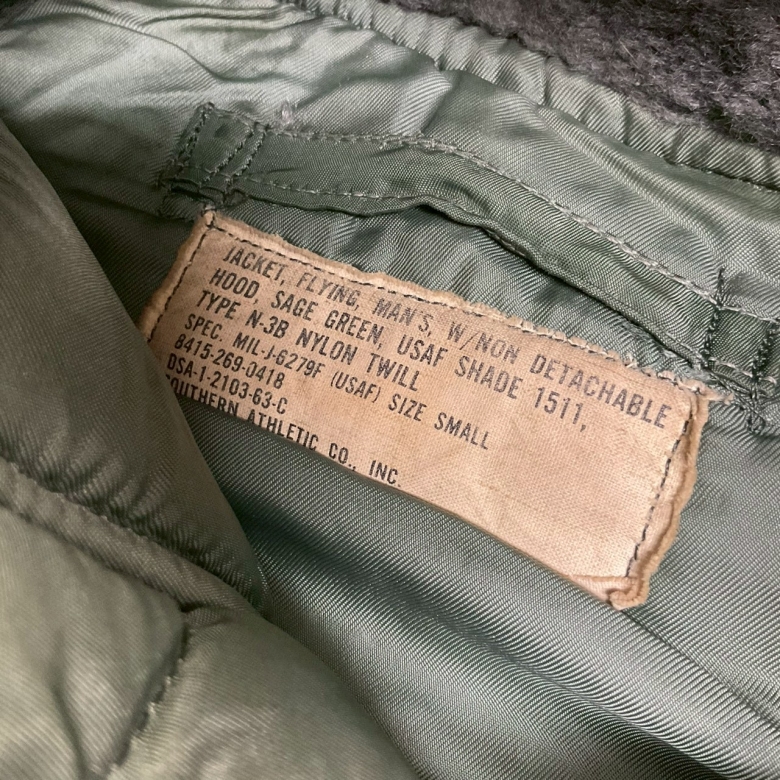 JACKET, FLYING, MAN'S, W/NON DETACHABLE
HOOD, SAGE GREEN, USAF SHADE 1511,
TYPE N-3B NYLON TWILL
SPEC. MIL-J-6279F (USAF) SIZE SMALL
8415-269-0418
DSA-1-2103-63-C
OUTHERN ATHLETIC CO., INC.